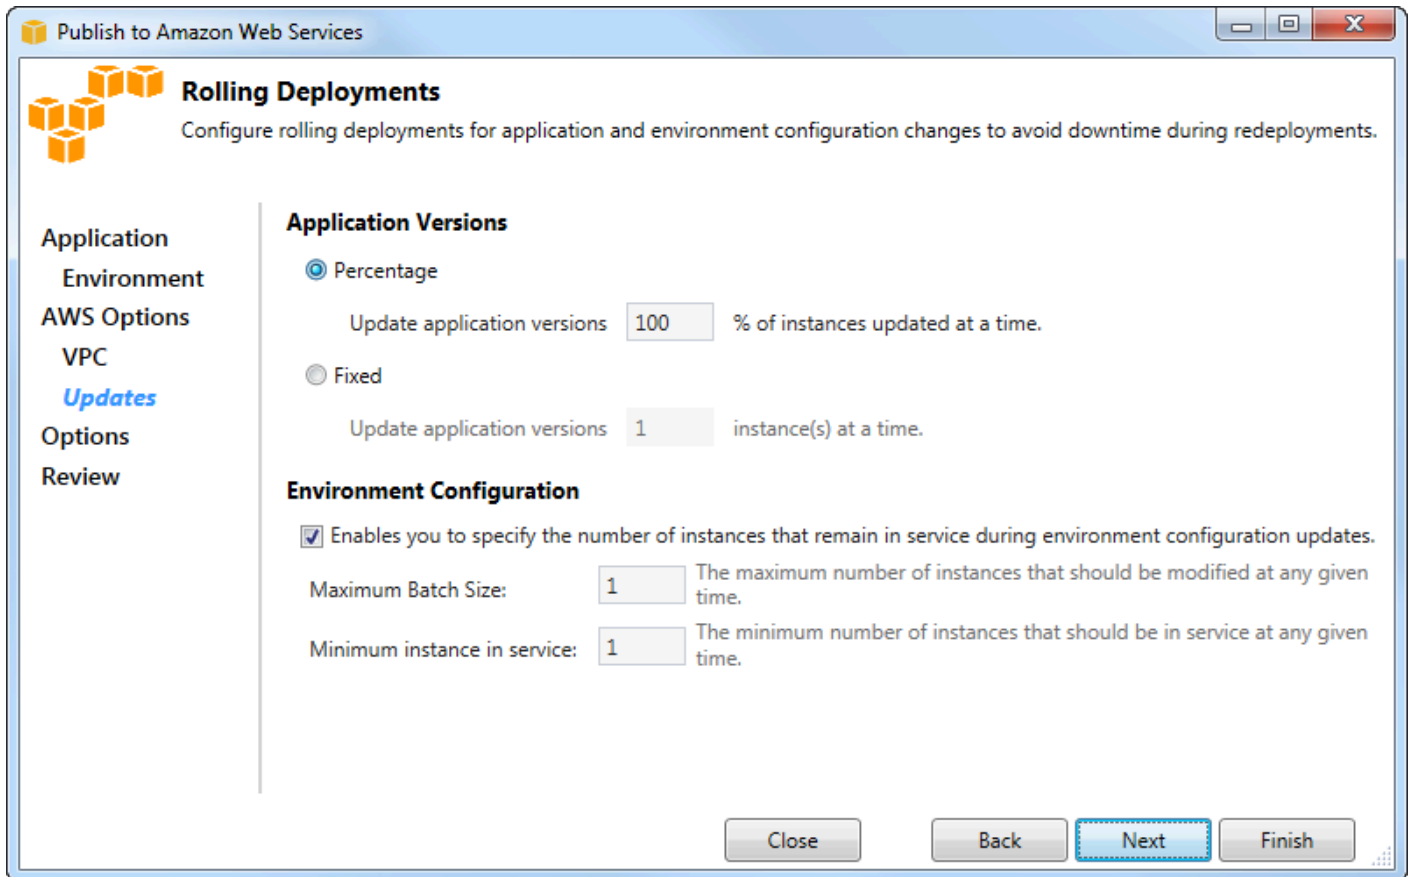 Publish to Amazon Web Services
Rolling Deployments
Configure rolling deployments for application and environment configuration changes to avoid downtime during redeployments.
Application
Environment
AWS Options
VPC
Updates
Options
Review
Application Versions
Percentage
Update application versions 100 % of instances updated at a time.
Fixed
Update application versions 1 instance(s) at a time.
Environment Configuration
Enables you to specify the number of instances that remain in service during environment configuration updates.
Maximum Batch Size: 1 The maximum number of instances that should be modified at any given
time.
Minimum instance in service: 1 The minimum number of instances that should be in service at any given
time.
Close Back Next Finish